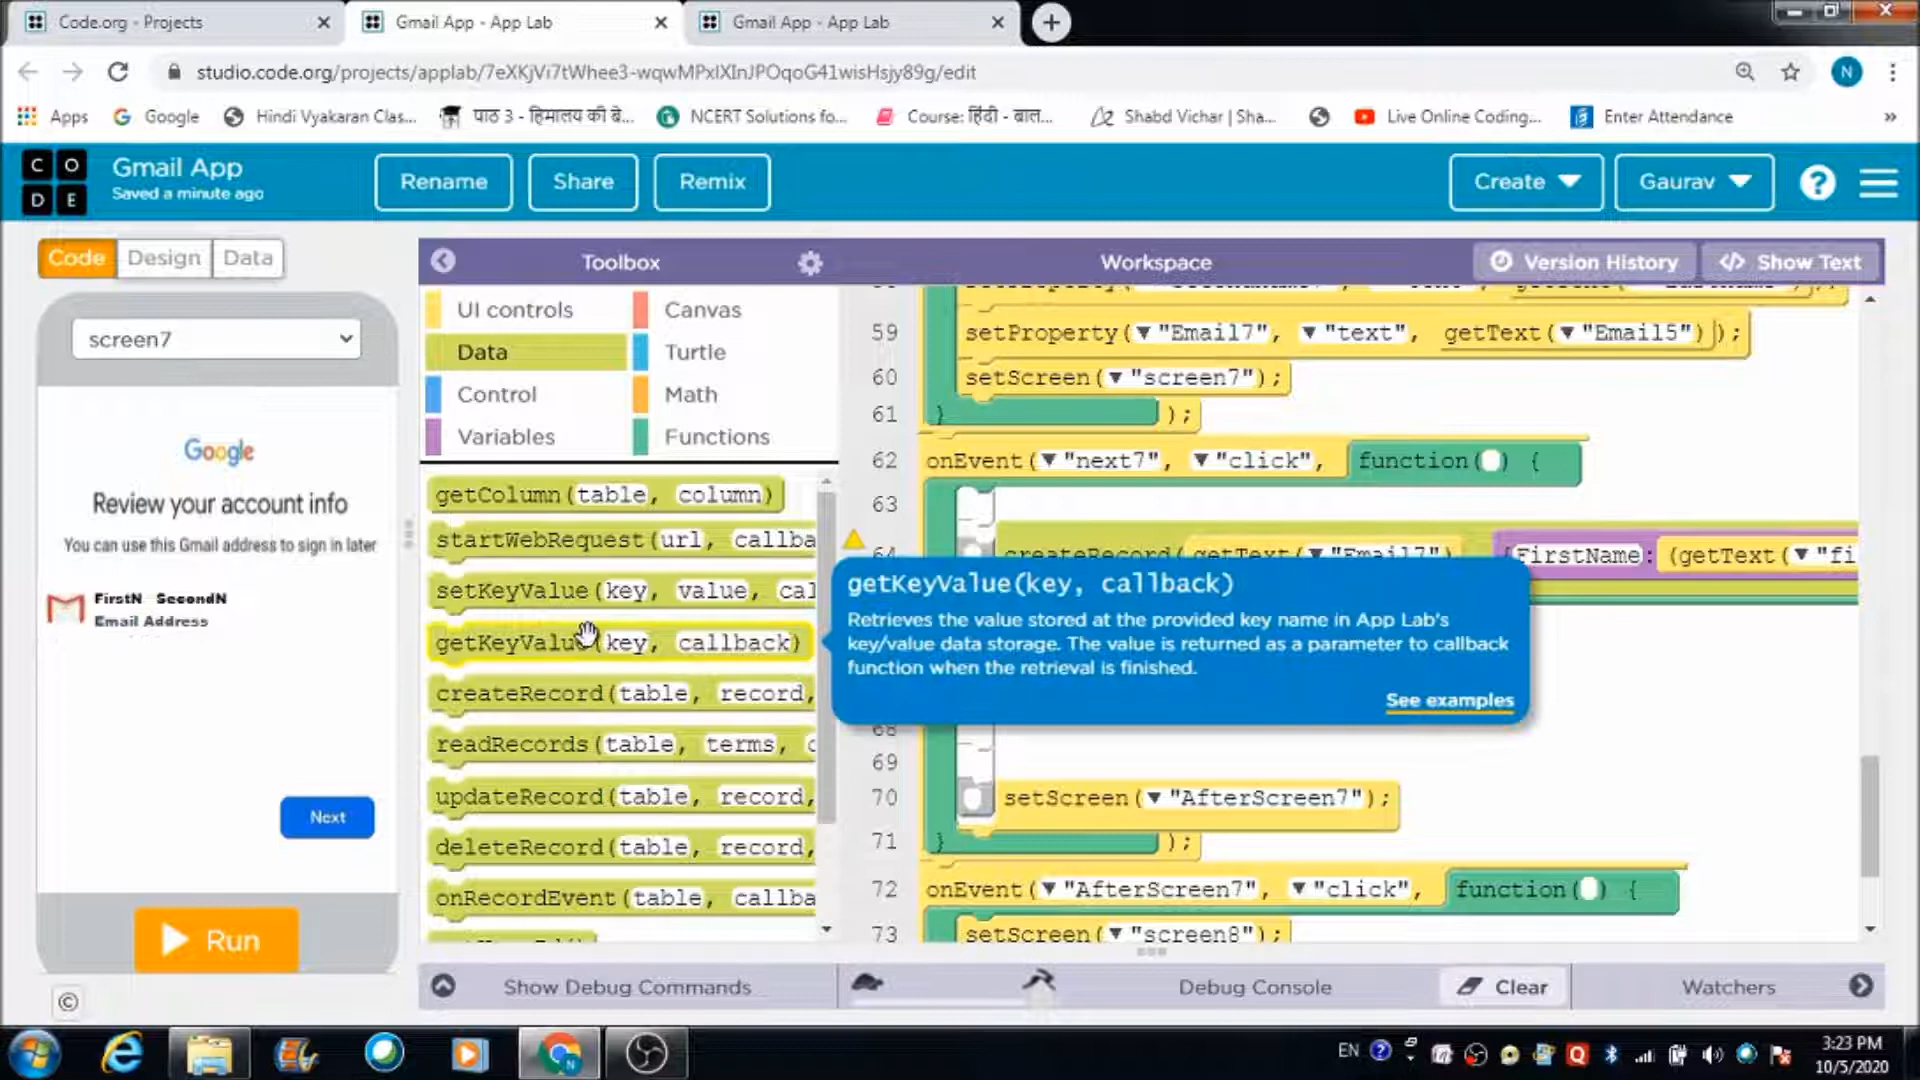 Code.org - Projects
Gmail App - App Lab
Gmail App - App Lab
studio.code.org/projects/applab/7eXKjVi7tWhee3-wqwMPxlXInJPOqoG41wisHsjy89g/edit
N
Apps
Google
Hindi Vyakaran Clas...
पाठ 3 - हिमालय की बे...
NCERT Solutions fo...
Course: हिंदी - बाल...
Shabd Vichar | Sha...
Live Online Coding...
Enter Attendance
»
C O
D E
Gmail App
Saved a minute ago
Rename
Share
Remix
Create
Gaurav
?
Code
Design
Data
Toolbox
Workspace
Version History
Show Text
screen7
Google
Review your account info
You can use this Gmail address to sign in later
FirstN SecondN
Email Address
Next
Run
UI controls
Canvas
Data
Turtle
Control
Math
Variables
Functions
getColumn(table, column)
startWebRequest(url, callba
setKeyValue(key, value, cal
getKeyValue(key, callback)
createRecord(table, record,
readRecords(table, terms, c
updateRecord(table, record,
deleteRecord(table, record,
onRecordEvent(table, callba
59 setProperty("Email7", "text", getText("Email5"));
60 setScreen("screen7");
61 } );
62 onEvent("next7", "click", function() {
63
64 createRecord(getText("Email7") {FirstName: (getText("fi
getKeyValue(key, callback)
Retrieves the value stored at the provided key name in App Lab's
key/value data storage. The value is returned as a parameter to callback
function when the retrieval is finished.
See examples
68
69
70 setScreen("AfterScreen7");
71 } );
72 onEvent("AfterScreen7", "click", function() {
73 setScreen("screen8");
Show Debug Commands
Debug Console
Clear
Watchers
EN
3:23 PM
10/5/2020